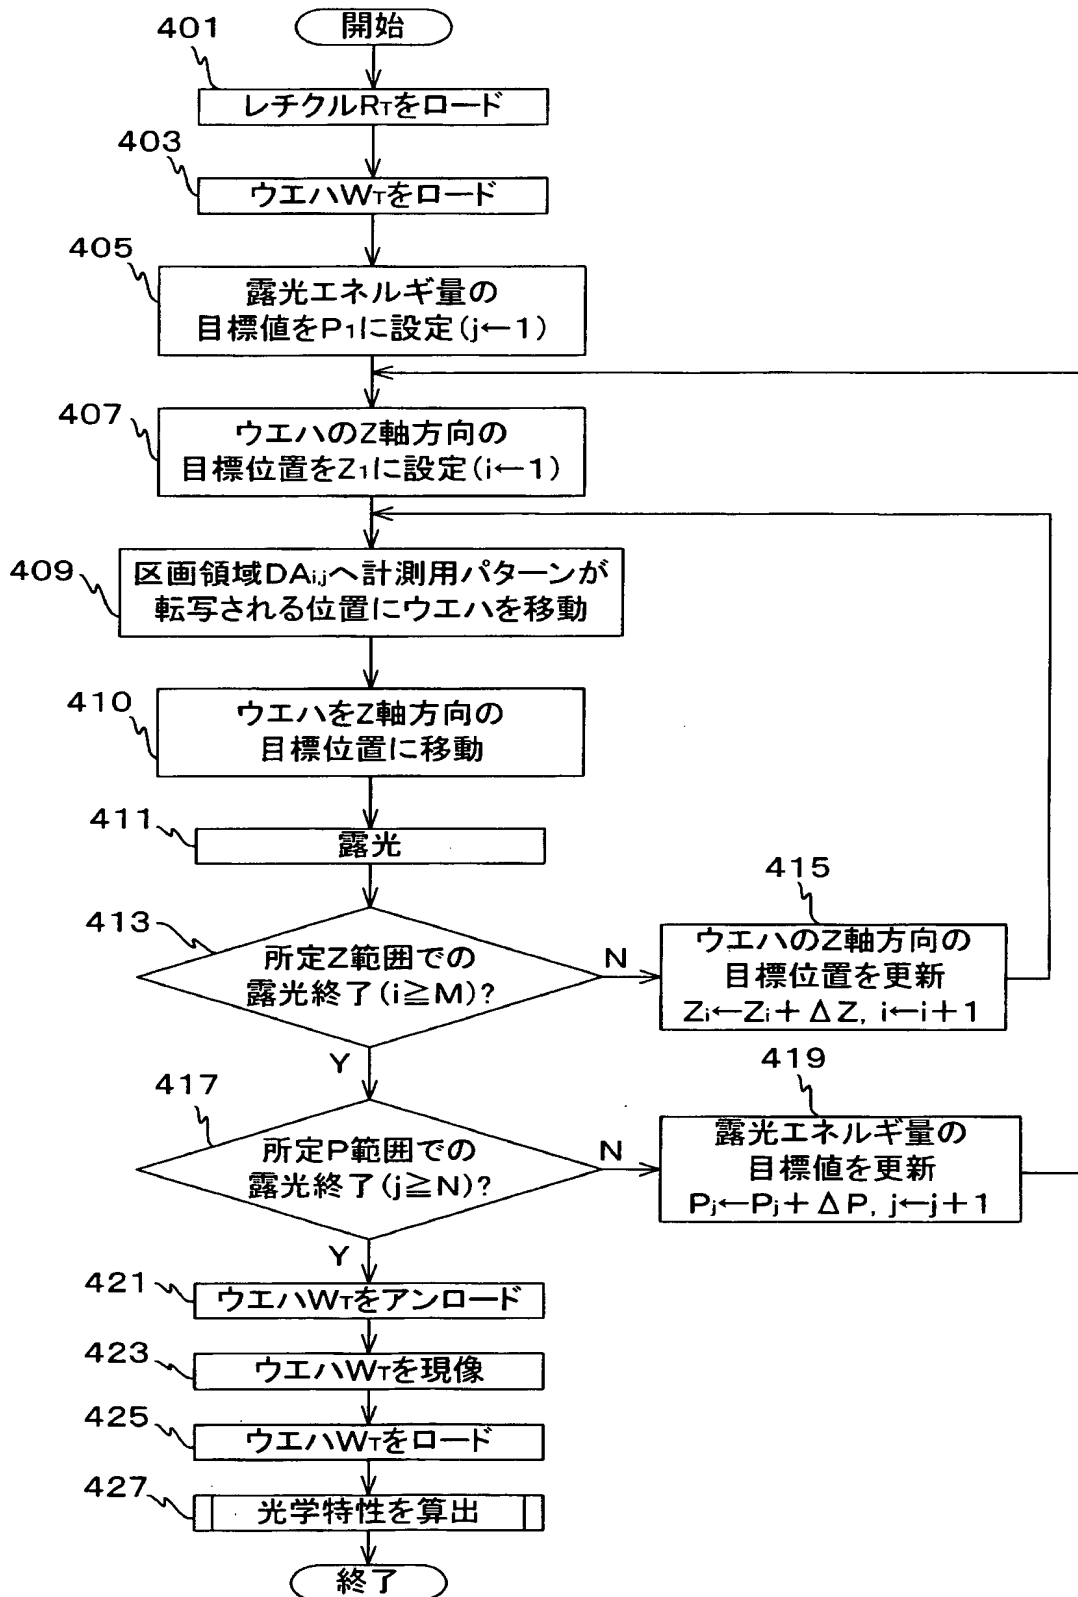 開始
401
レチクルRTをロード
403
ウエハWTをロード
405
露光エネルギ量の
目標値をP1に設定(j←1)
407
ウエハのZ軸方向の
目標位置をZ1に設定(i←1)
409
区画領域DAi,jへ計測用パターンが
転写される位置にウエハを移動
410
ウエハをZ軸方向の
目標位置に移動
411
露光
413
所定Z範囲での
露光終了(i≧M)?
N
Y
415
ウエハのZ軸方向の
目標位置を更新
Zi←Zi+ΔZ, i←i+1
417
所定P範囲での
露光終了(j≧N)?
N
Y
419
露光エネルギ量の
目標値を更新
Pj←Pj+ΔP, j←j+1
421
ウエハWTをアンロード
423
ウエハWTを現像
425
ウエハWTをロード
427
光学特性を算出
終了